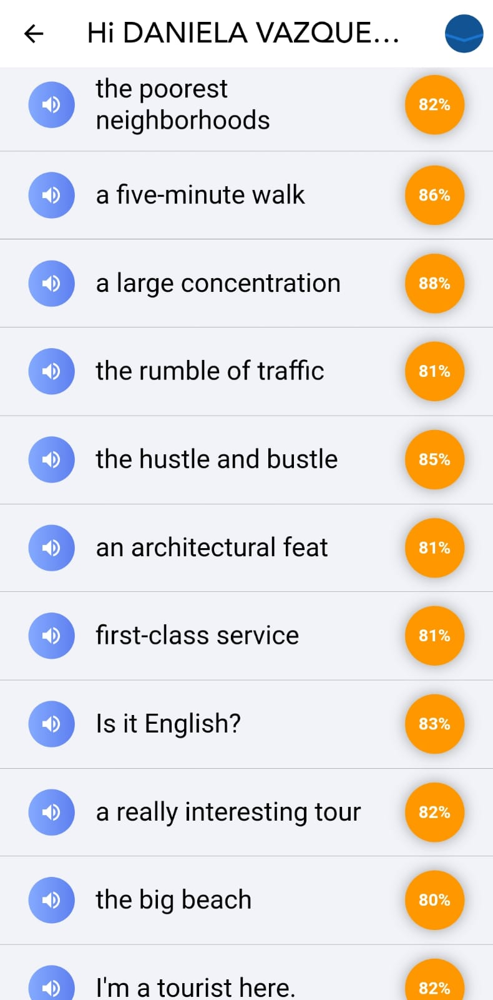 Hi DANIELA VAZQUE...
the poorest
neighborhoods
82%
a five-minute walk
86%
a large concentration
88%
the rumble of traffic
81%
the hustle and bustle
85%
an architectural feat
81%
first-class service
81%
Is it English?
83%
a really interesting tour
82%
the big beach
80%
I'm a tourist here.
82%